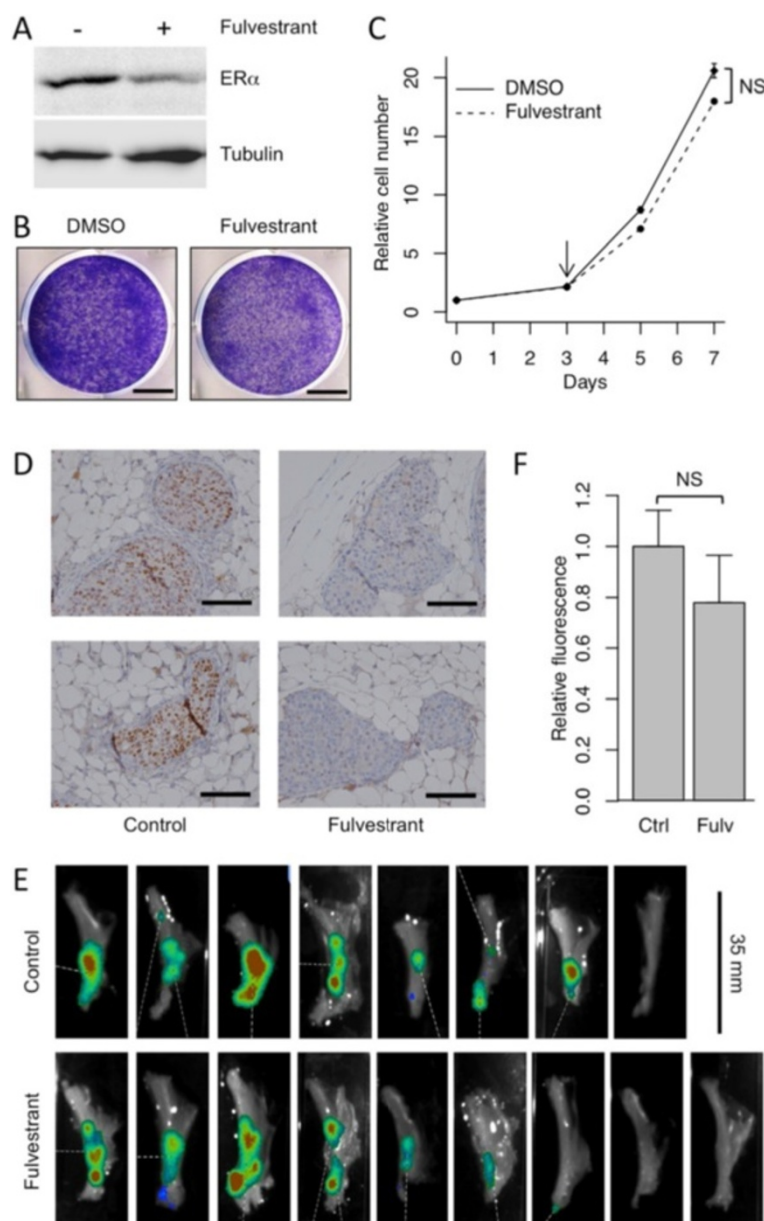 A
- + Fulvestrant
ERα
Tubulin
B
DMSO Fulvestrant
C
Relative cell number
20
15
10
5
0
DMSO
Fulvestrant
NS
0 1 2 3 4 5 6 7
Days
D
Control Fulvestrant
F
NS
Relative fluorescence
1.2
1.0
0.8
0.6
0.4
0.2
0.0
Ctrl Fulv
E
Control
35 mm
Fulvestrant